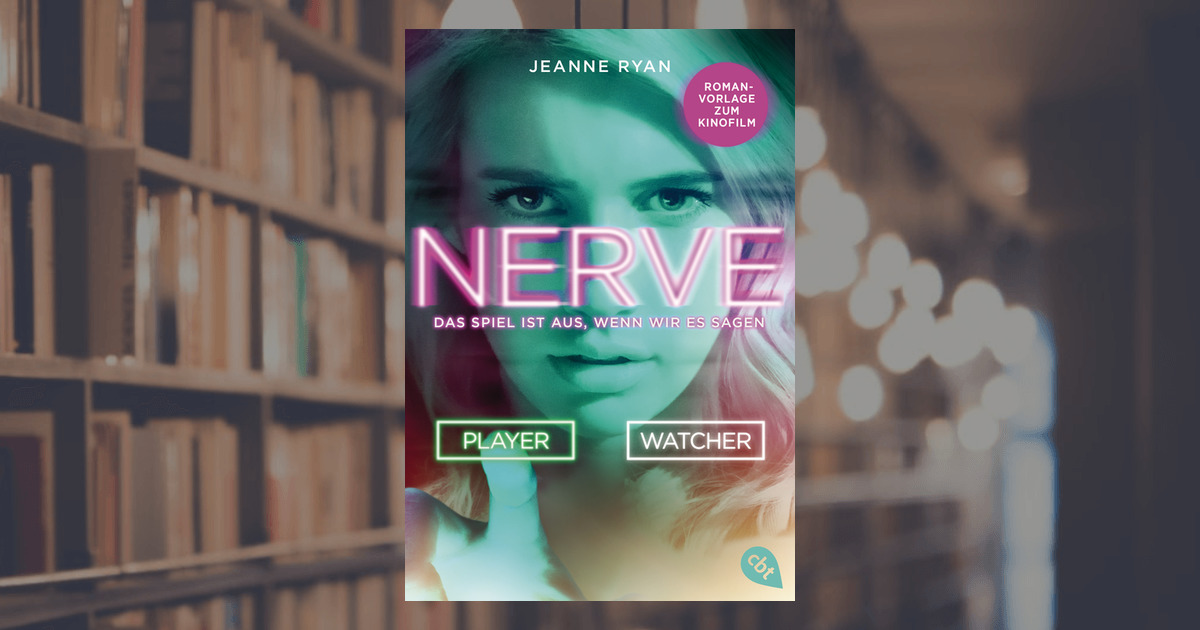 JEANNE RYAN
ROMAN-
VORLAGE
ZUM
KINOFILM
NERVE
DAS SPIEL IST AUS, WENN WIR ES SAGEN
PLAYER
WATCHER
cbt